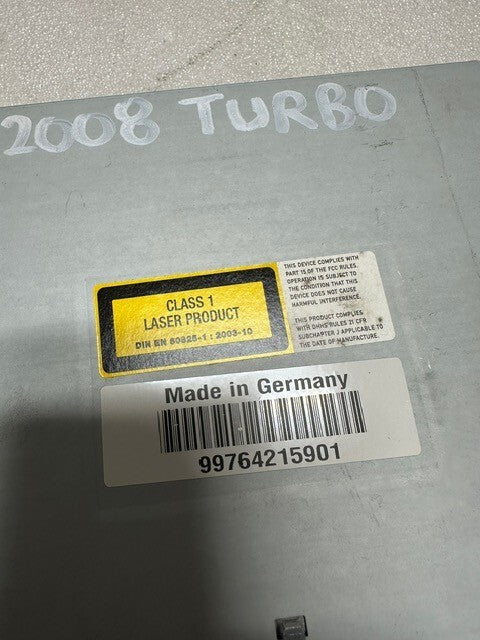 2008 TURBO
CLASS 1
LASER PRODUCT
DIN EN 60825-1 : 2003-10
THIS DEVICE COMPLIES WITH
PART 15 OF THE FCC RULES.
OPERATION IS SUBJECT TO
THE CONDITION THAT THIS
DEVICE DOES NOT CAUSE
HARMFUL INTERFERENCE.
THIS PRODUCT COMPLIES
WITH DHHS RULES 21 CFR
SUBCHAPTER J APPLICABLE TO
THE DATE OF MANUFACTURE.
Made in Germany
99764215901